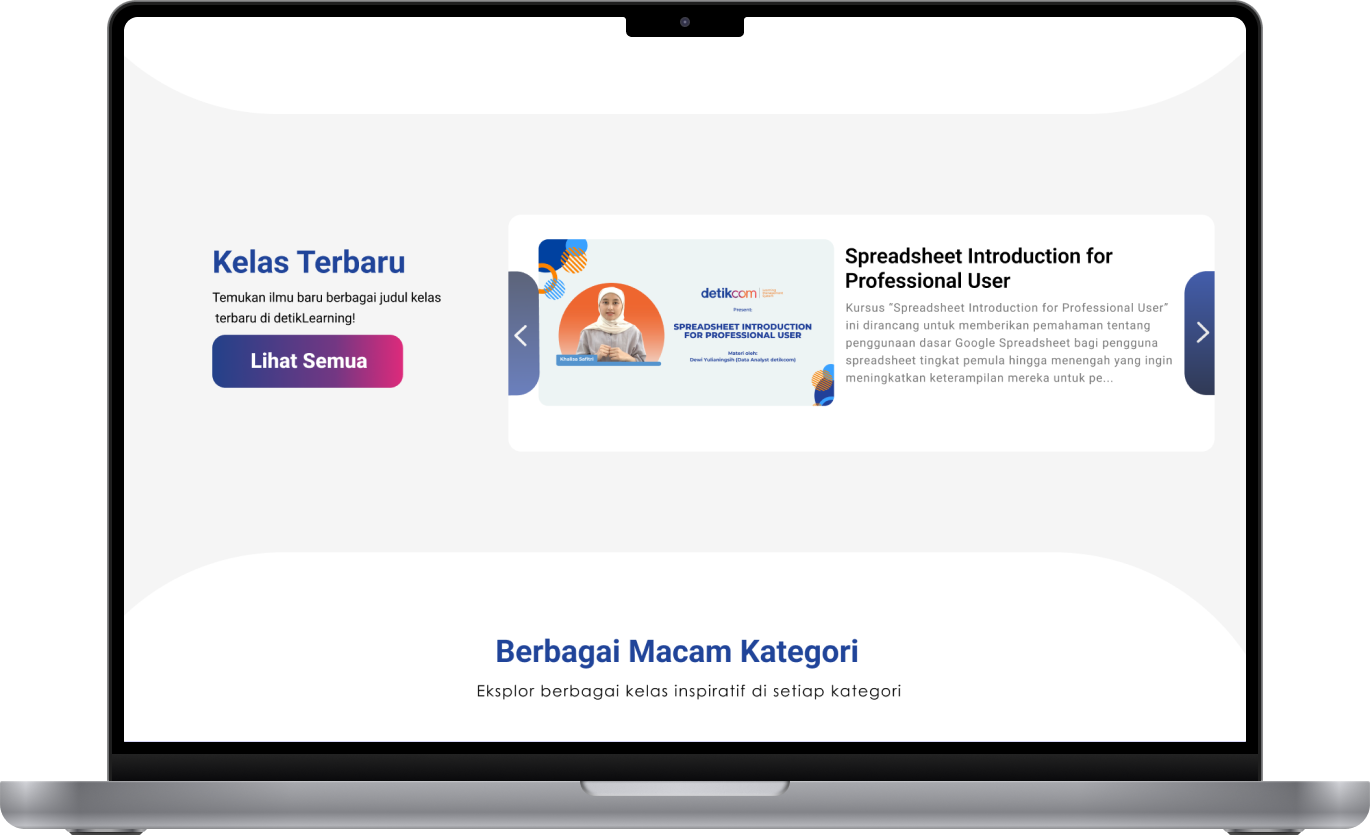 Kelas Terbaru
Temukan ilmu baru berbagai judul kelas
terbaru di detikLearning!
Lihat Semua
detikcom
Present:
SPREADSHEET INTRODUCTION
FOR PROFESSIONAL USER
Materi oleh:
Dewi Yulianingsih (Data Analyst detikcom)
Khalisa Safitri
Spreadsheet Introduction for
Professional User
Kursus “Spreadsheet Introduction for Professional User”
ini dirancang untuk memberikan pemahaman tentang
penggunaan dasar Google Spreadsheet bagi pengguna
spreadsheet tingkat pemula hingga menengah yang ingin
meningkatkan keterampilan mereka untuk pe...
Berbagai Macam Kategori
Eksplor berbagai kelas inspiratif di setiap kategori